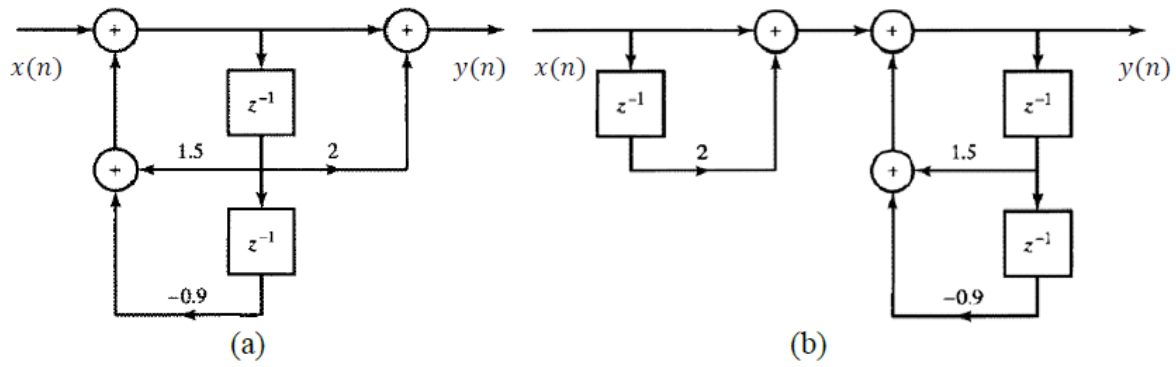 + + + +
x(n) y(n) x(n) y(n)
z⁻¹ z⁻¹ z⁻¹
1.5 2 2 1.5
+ +
z⁻¹ z⁻¹
−0.9 −0.9
(a) (b)